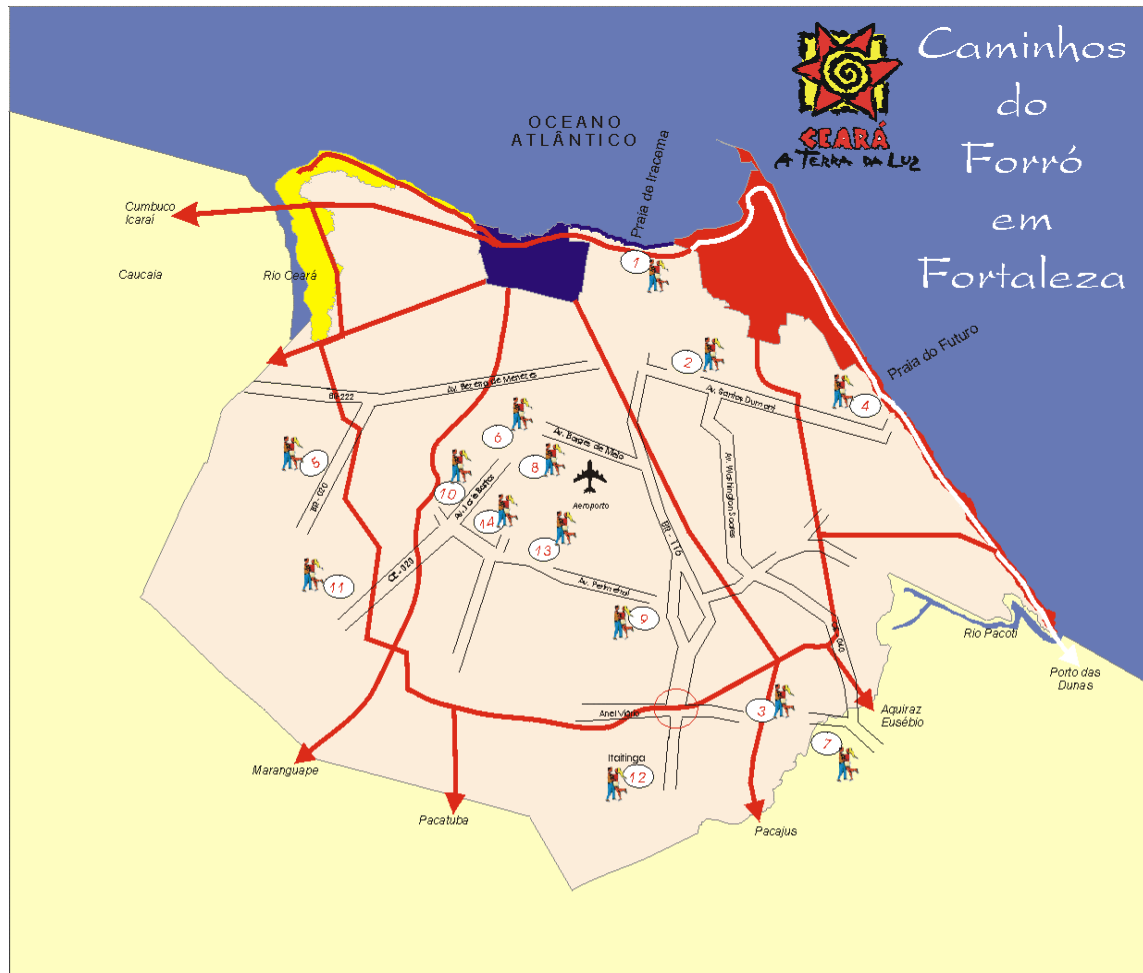 Caminhos
do
Forró
em
Fortaleza
CEARÁ
A TERRA DA LUZ
OCEANO
ATLÂNTICO
Praia de Iracema
Cumbuco
Icaraí
Caucaia
Rio Ceará
1
Praia do Futuro
2
Av. Bezerra de Menezes
BR-222
Av. Santos Dumont
4
6
Av. Borges de Melo
5
8
Av. Washington Soares
10
Aeroporto
BR-020
14
BR-116
13
CE-020
11
Av. Perimetral
9
Rio Pacoti
Porto das
Dunas
3
Anel Viário
Aquiraz
Eusébio
7
Itaitinga
12
Maranguape
Pacatuba
Pacajus